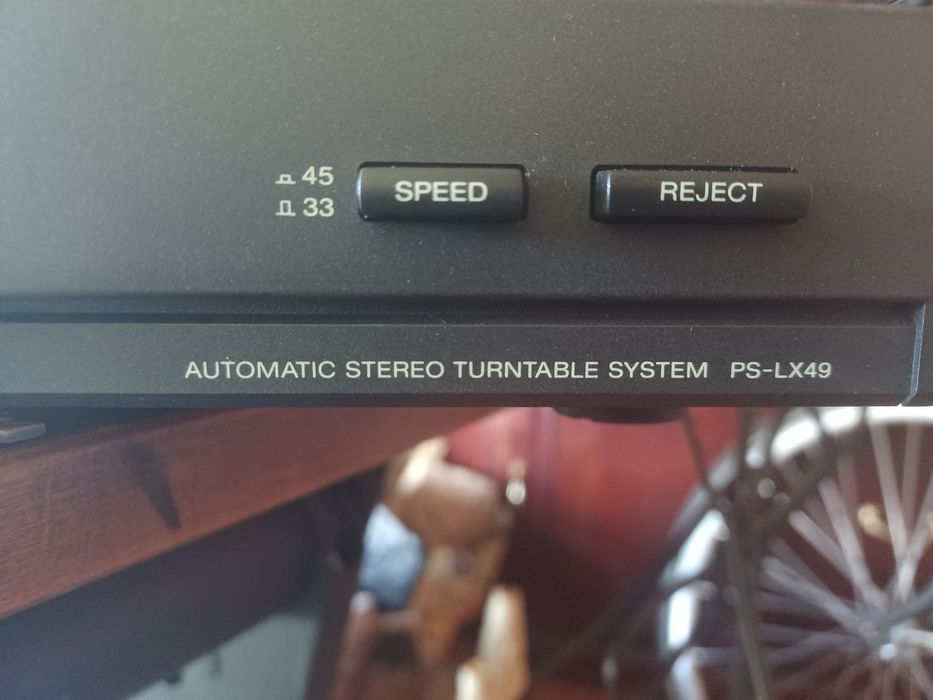 45
33
SPEED
REJECT
AUTOMATIC STEREO TURNTABLE SYSTEM PS-LX49